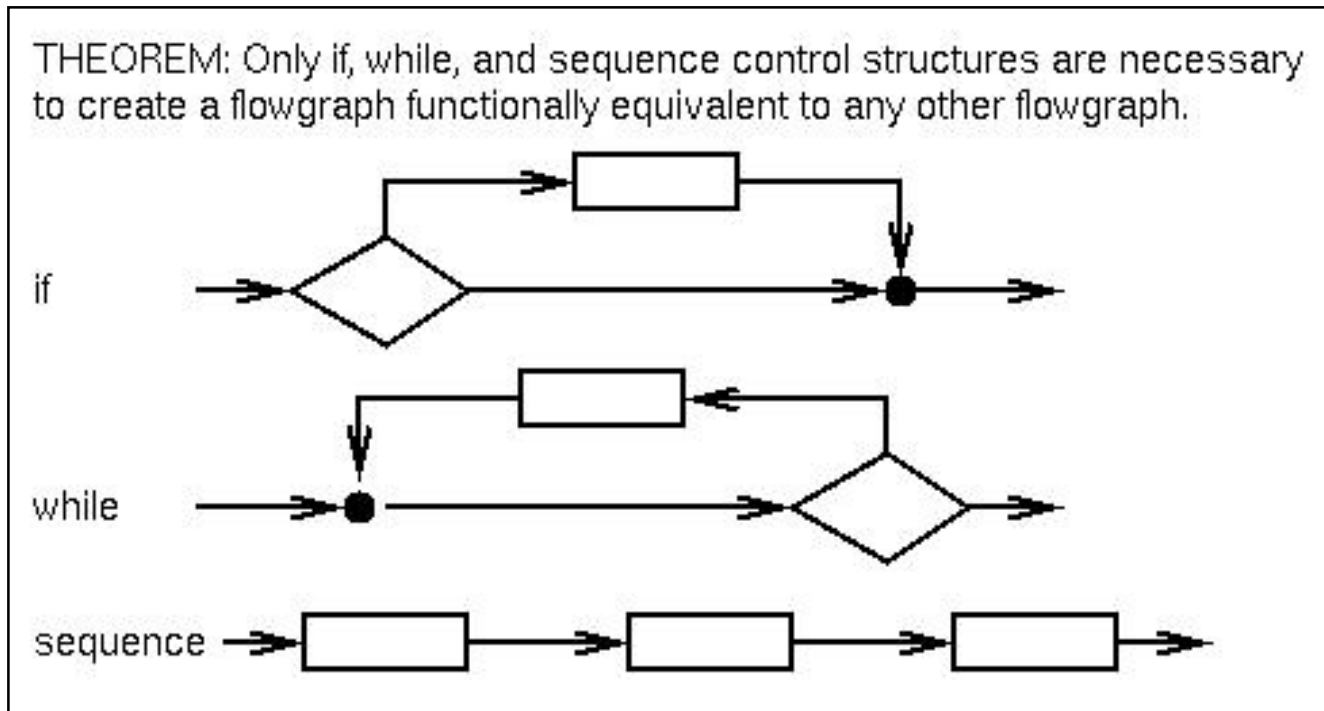 THEOREM: Only if, while, and sequence control structures are necessary
to create a flowgraph functionally equivalent to any other flowgraph.
if
while
sequence